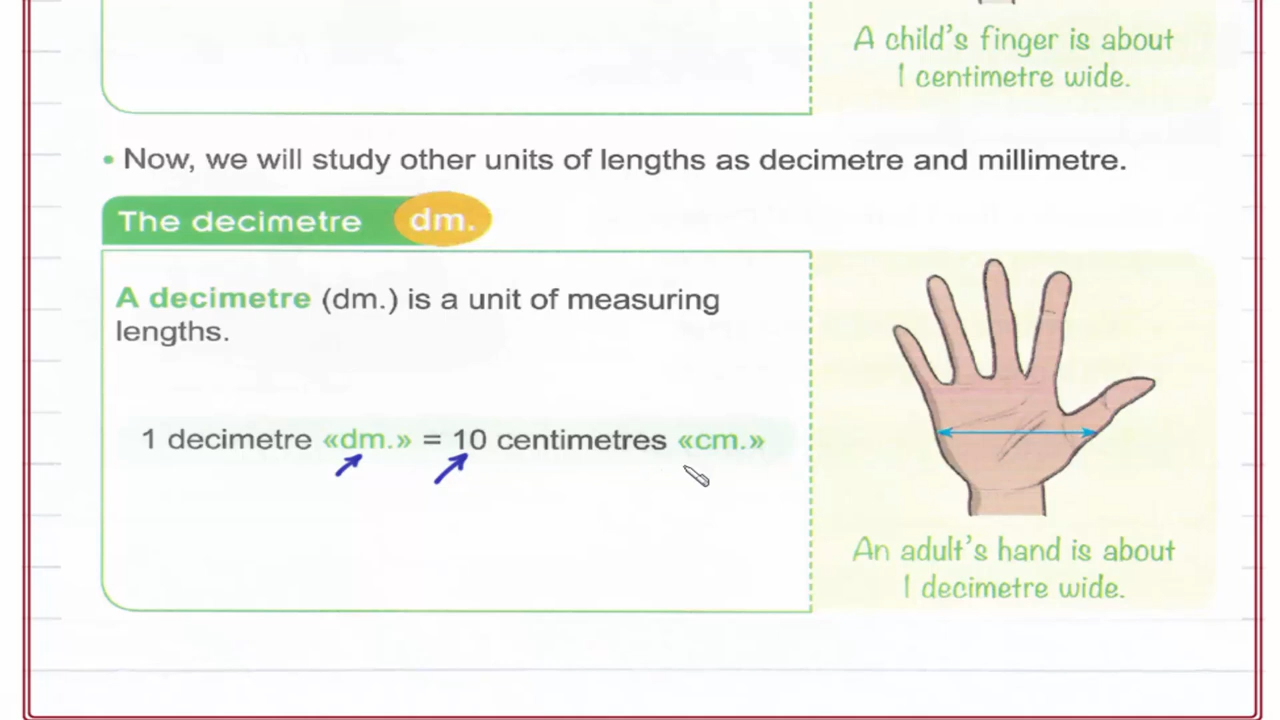 A child's finger is about
1 centimetre wide.
• Now, we will study other units of lengths as decimetre and millimetre.
The decimetre dm.
A decimetre (dm.) is a unit of measuring
lengths.
1 decimetre «dm.» = 10 centimetres «cm.»
An adult's hand is about
1 decimetre wide.